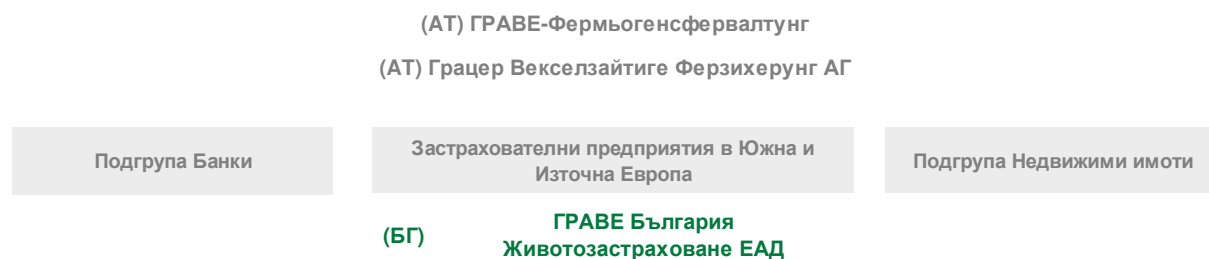 (АТ) ГРАВЕ-Фермьогенсфервалтунг
(АТ) Грацер Векселзайтиге Ферзихерунг АГ
Подгрупа Банки
Застрахователни предприятия в Южна и
Източна Европа
Подгрупа Недвижими имоти
(БГ) ГРАВЕ България
Животозастраховане ЕАД